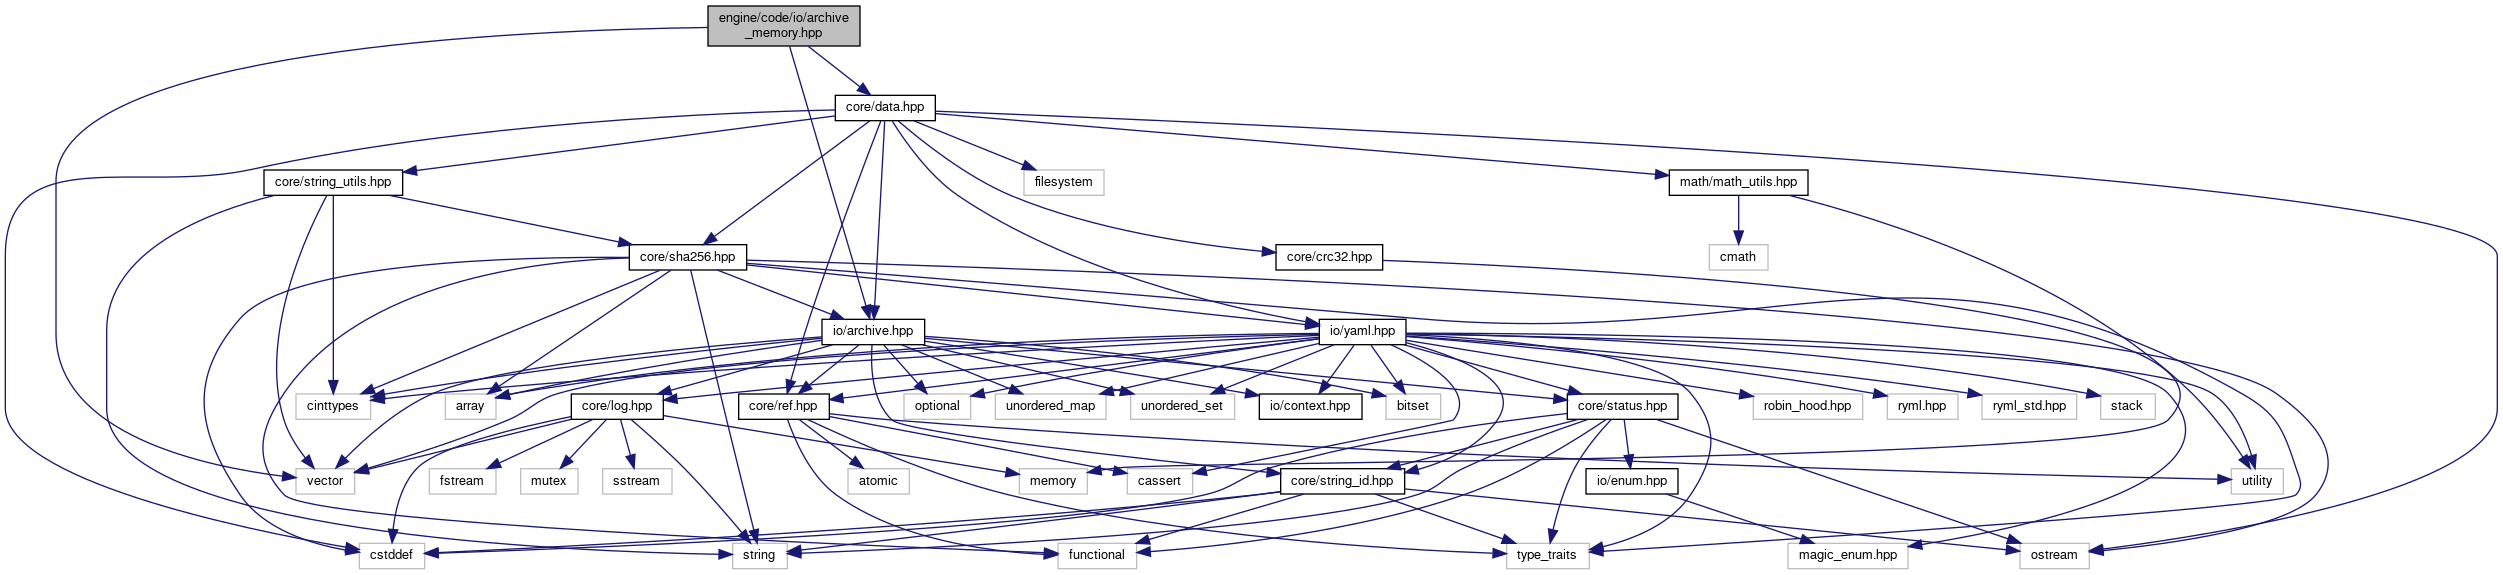 engine/code/io/archive
_memory.hpp
core/data.hpp
core/string_utils.hpp
filesystem
math/math_utils.hpp
core/sha256.hpp
core/crc32.hpp
cmath
io/archive.hpp
io/yaml.hpp
cinttypes
array
core/log.hpp
core/ref.hpp
optional
unordered_map
unordered_set
io/context.hpp
bitset
core/status.hpp
robin_hood.hpp
ryml.hpp
ryml_std.hpp
stack
vector
fstream
mutex
sstream
atomic
memory
cassert
core/string_id.hpp
io/enum.hpp
utility
cstddef
string
functional
type_traits
magic_enum.hpp
ostream